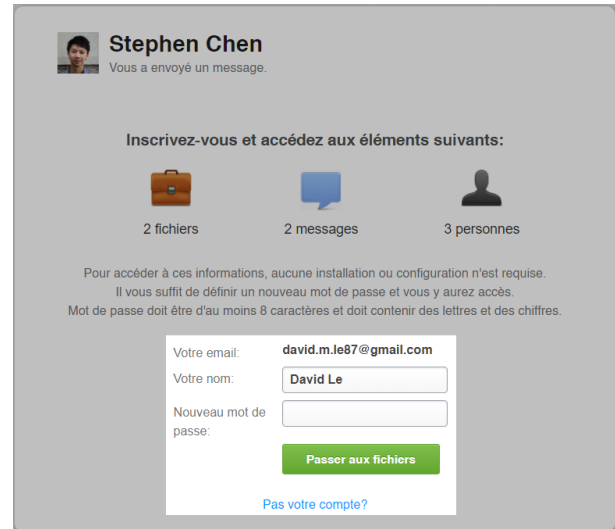 Stephen Chen
Vous a envoyé un message.
Inscrivez-vous et accédez aux éléments suivants:
2 fichiers
2 messages
3 personnes
Pour accéder à ces informations, aucune installation ou configuration n'est requise.
Il vous suffit de définir un nouveau mot de passe et vous y aurez accès.
Mot de passe doit être d'au moins 8 caractères et doit contenir des lettres et des chiffres.
Votre email: david.m.le87@gmail.com
Votre nom: David Le
Nouveau mot de
passe:
Passer aux fichiers
Pas votre compte?